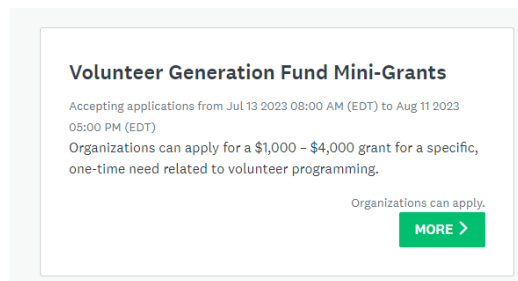 Volunteer Generation Fund Mini-Grants
Accepting applications from Jul 13 2023 08:00 AM (EDT) to Aug 11 2023
05:00 PM (EDT)
Organizations can apply for a $1,000 – $4,000 grant for a specific,
one-time need related to volunteer programming.
Organizations can apply.
MORE